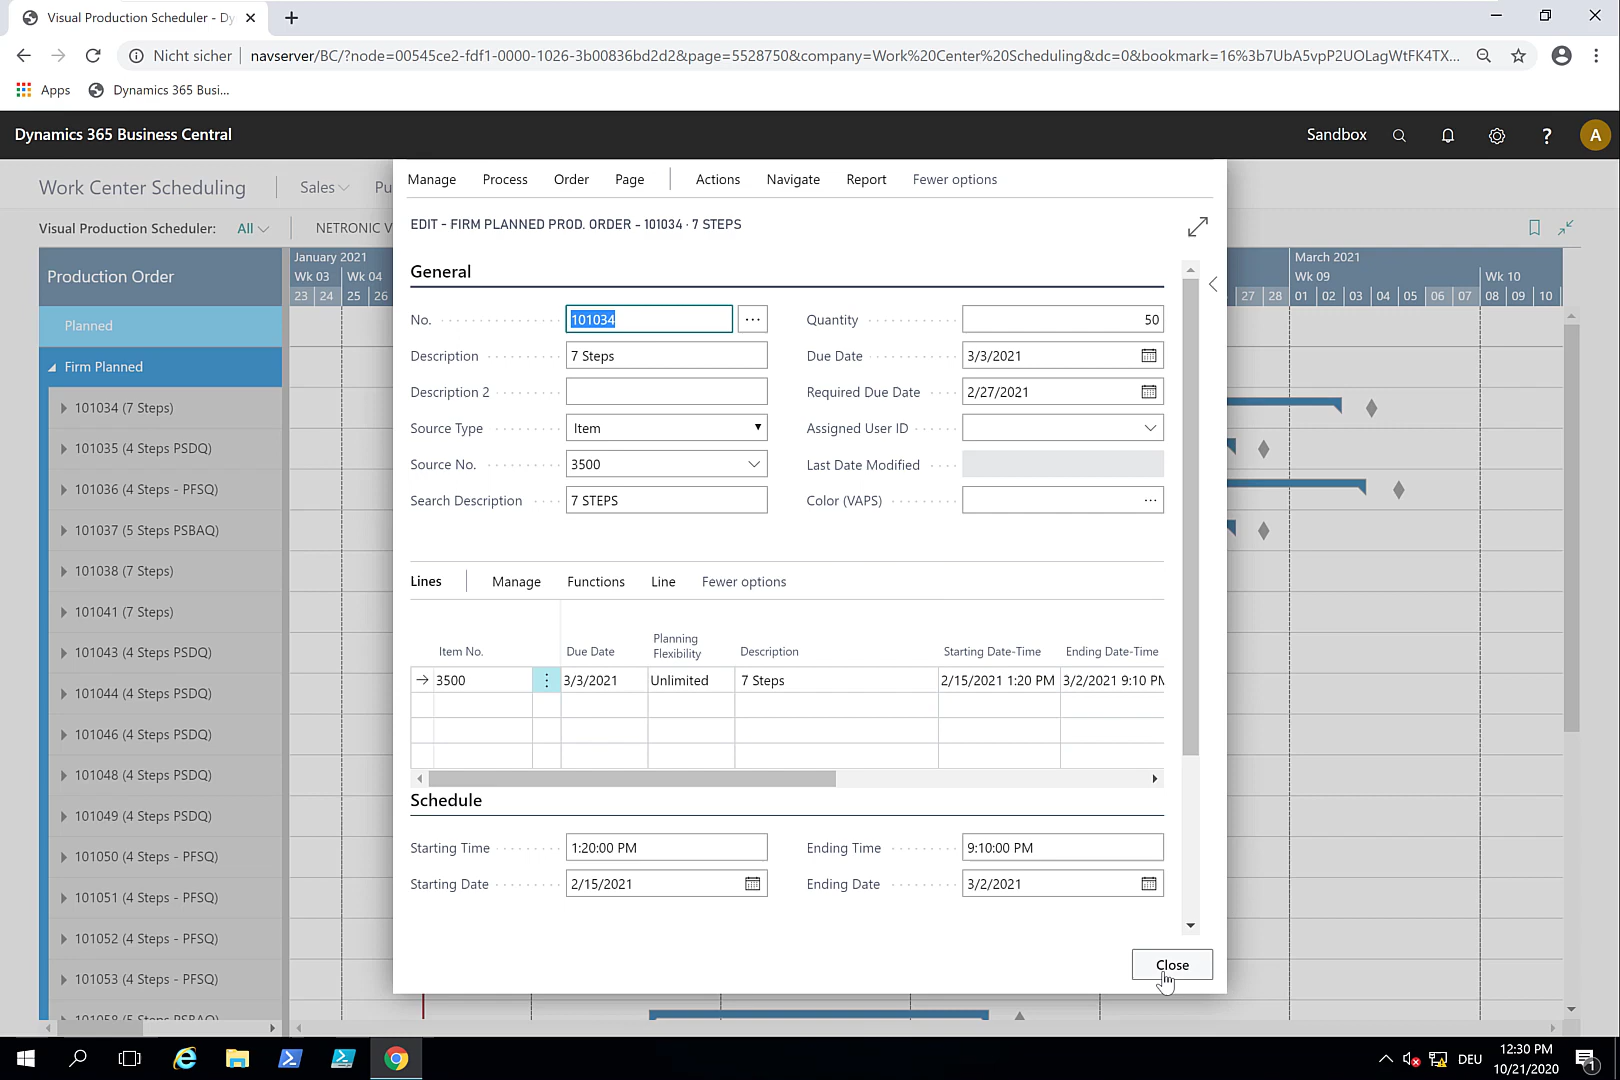 Visual Production Scheduler - Dy
Nicht sicher | navserver/BC/?node=00545ce2-fdf1-0000-1026-3b00836bd2d2&page=5528750&company=Work%20Center%20Scheduling&dc=0&bookmark=16%3b7UbA5vpP2UOLagWtFK4TX...
Apps Dynamics 365 Busi...
Dynamics 365 Business Central
Sandbox ? A
Work Center Scheduling Sales Pu
Visual Production Scheduler: All NETRONIC V
Production Order
January 2021
Wk 03 Wk 04
23 24 25 26
March 2021
Wk 09 Wk 10
27 28 01 02 03 04 05 06 07 08 09 10
Planned
Firm Planned
101034 (7 Steps)
101035 (4 Steps PSDQ)
101036 (4 Steps - PFSQ)
101037 (5 Steps PSBAQ)
101038 (7 Steps)
101041 (7 Steps)
101043 (4 Steps PSDQ)
101044 (4 Steps PSDQ)
101046 (4 Steps PSDQ)
101048 (4 Steps PSDQ)
101049 (4 Steps PSDQ)
101050 (4 Steps - PFSQ)
101051 (4 Steps - PFSQ)
101052 (4 Steps - PFSQ)
101053 (4 Steps - PFSQ)
101058 (5 Steps PSBAQ)
Manage Process Order Page Actions Navigate Report Fewer options
EDIT - FIRM PLANNED PROD. ORDER - 101034 · 7 STEPS
General
No. 101034 ...
Description 7 Steps
Description 2
Source Type Item
Source No. 3500
Search Description 7 STEPS
Quantity 50
Due Date 3/3/2021
Required Due Date 2/27/2021
Assigned User ID
Last Date Modified
Color (VAPS) ...
Lines Manage Functions Line Fewer options
Item No. Due Date Planning Flexibility Description Starting Date-Time Ending Date-Time
3500 3/3/2021 Unlimited 7 Steps 2/15/2021 1:20 PM 3/2/2021 9:10 PM
Schedule
Starting Time 1:20:00 PM
Starting Date 2/15/2021
Ending Time 9:10:00 PM
Ending Date 3/2/2021
Close
DEU
12:30 PM
10/21/2020
1